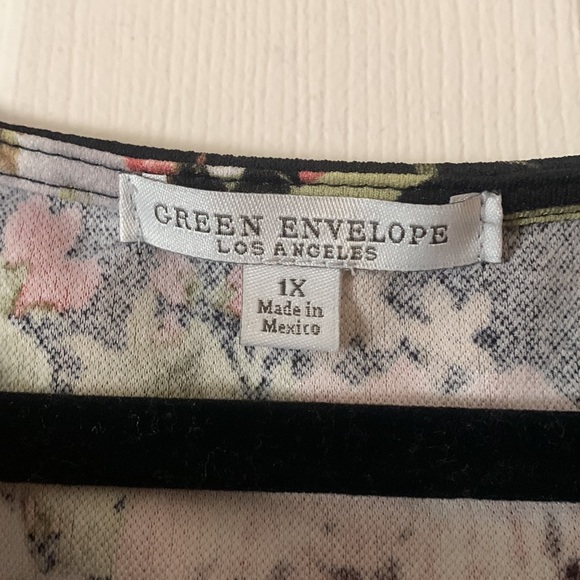 GREEN ENVELOPE
LOS ANGELES
1X
Made in
Mexico